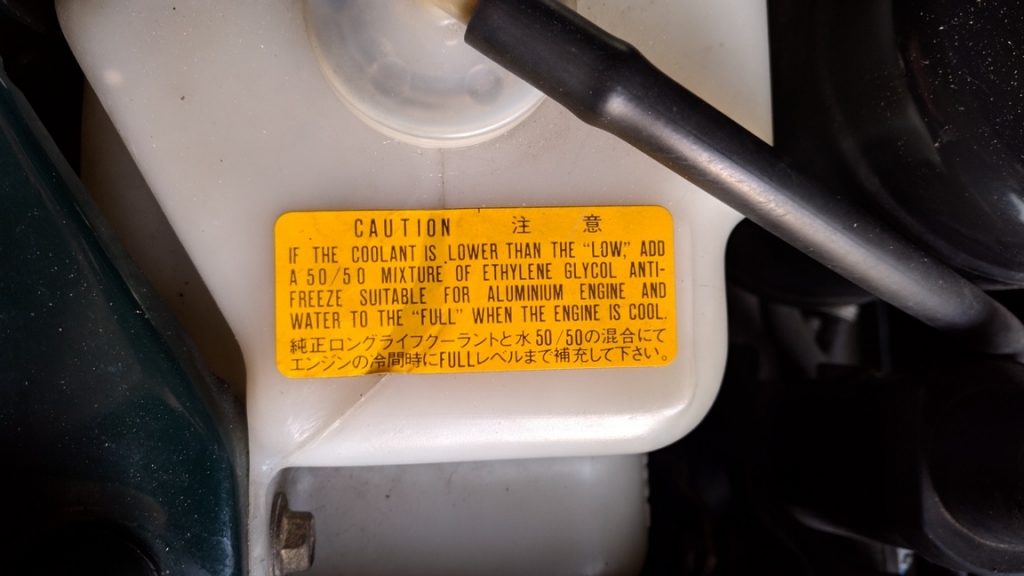 CAUTION 注意
IF THE COOLANT IS LOWER THAN THE "LOW," ADD
A 50/50 MIXTURE OF ETHYLENE GLYCOL ANTI-
FREEZE SUITABLE FOR ALUMINIUM ENGINE AND
WATER TO THE "FULL" WHEN THE ENGINE IS COOL.
純正ロングライフクーラントと水50/50の混合にて
エンジンの冷間時にFULLレベルまで補充して下さい。